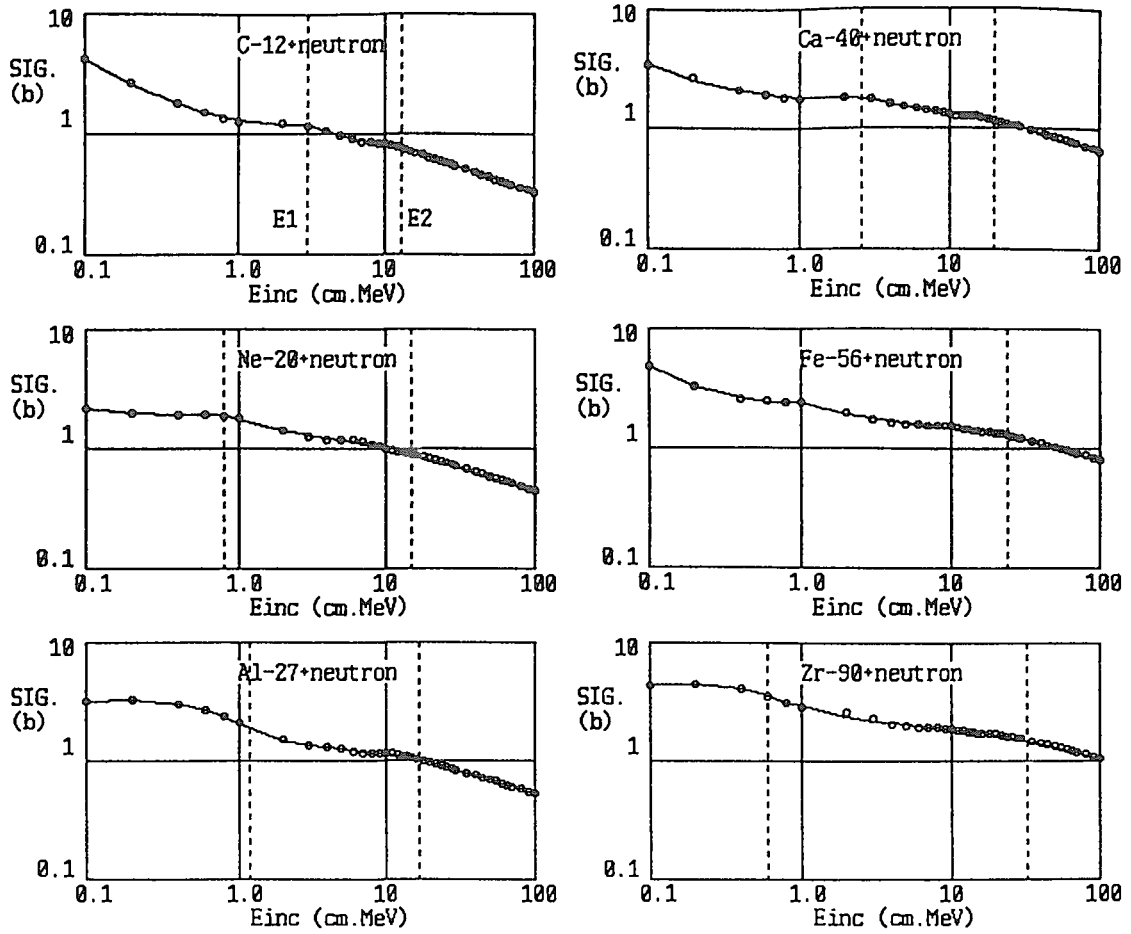 10
C-12+neutron
SIG.
(b)
1
E1
E2
0.1
0.1
1.0
10
100
Einc (cm.MeV)
10
Ca-40+neutron
SIG.
(b)
1
0.1
0.1
1.0
10
100
Einc (cm.MeV)
10
Ne-20+neutron
SIG.
(b)
1
0.1
0.1
1.0
10
100
Einc (cm.MeV)
10
Fe-56+neutron
SIG.
(b)
1
0.1
0.1
1.0
10
100
Einc (cm.MeV)
10
Al-27+neutron
SIG.
(b)
1
0.1
0.1
1.0
10
100
Einc (cm.MeV)
10
Zr-90+neutron
SIG.
(b)
1
0.1
0.1
1.0
10
100
Einc (cm.MeV)